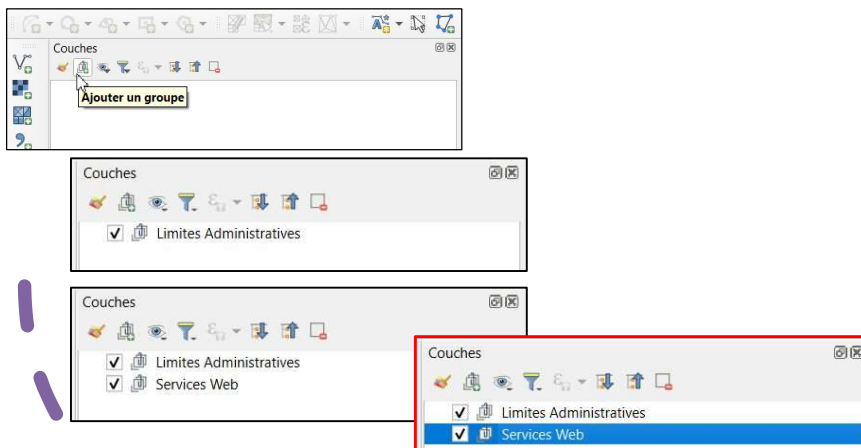 Couches
Ajouter un groupe
Couches
Limites Administratives
Couches
Limites Administratives
Services Web
Couches
Limites Administratives
Services Web